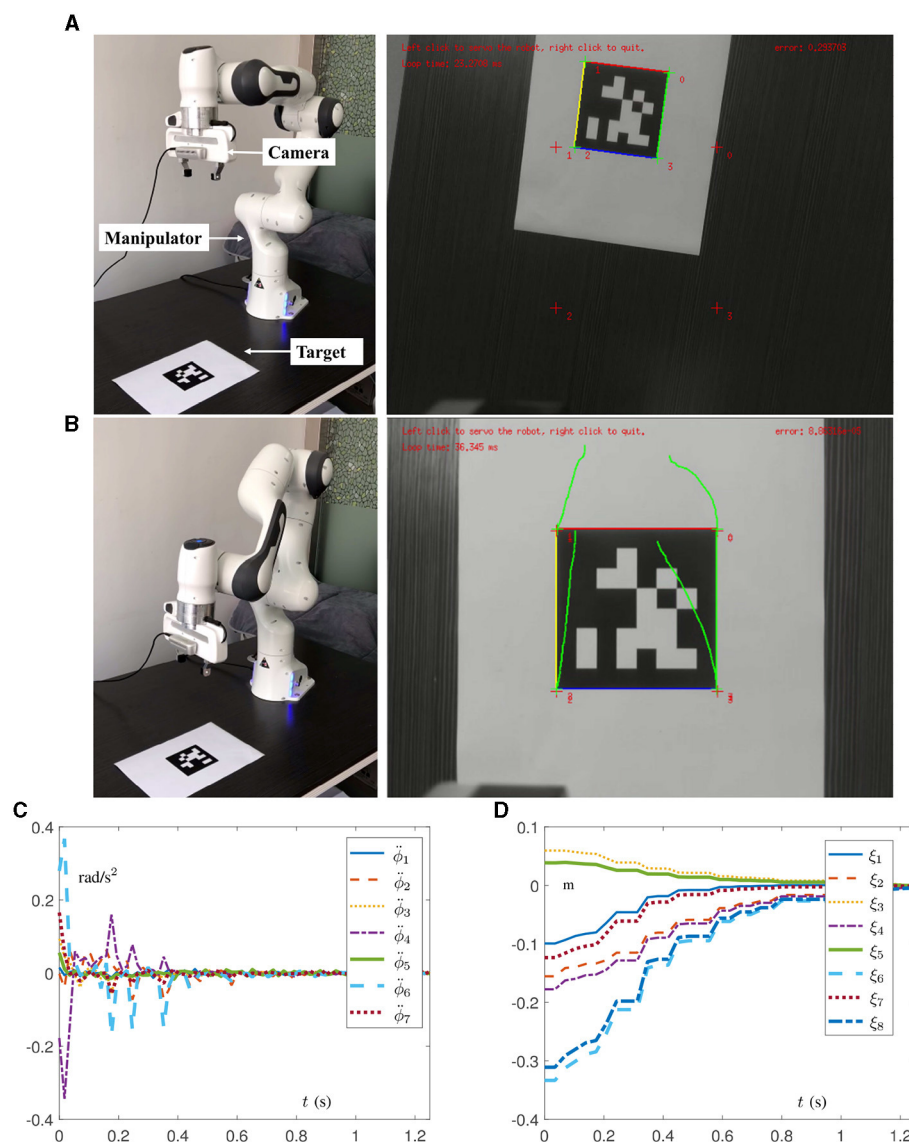 A
Left click to servo the robot, right click to quit.
error: 0.293703
Camera
Manipulator
Target
1
0
2
3
1
0
2
3
B
Left click to servo the robot, right click to quit.
Loop time: 36.345 ms
1
0
2
3
C
0.4
0.2
0
-0.2
-0.4
rad/s²
0
0.2
0.4
0.6
0.8
1
1.2
t (s)
φ̈₁
φ̈₂
φ̈₃
φ̈₄
φ̈₅
φ̈₆
φ̈₇
D
0.1
0
-0.1
-0.2
-0.3
-0.4
m
0
0.2
0.4
0.6
0.8
1
1.2
t (s)
ξ₁
ξ₂
ξ₃
ξ₄
ξ₅
ξ₆
ξ₇
ξ₈